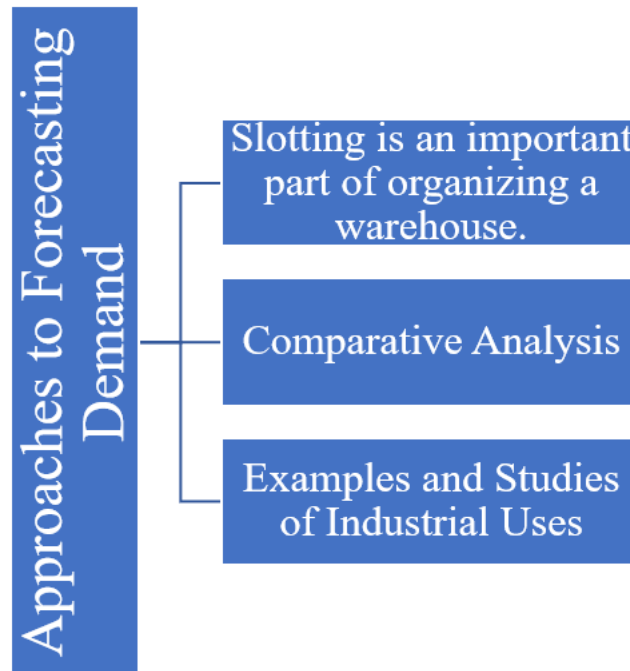 Approaches to Forecasting
Demand
Slotting is an important
part of organizing a
warehouse.
Comparative Analysis
Examples and Studies
of Industrial Uses